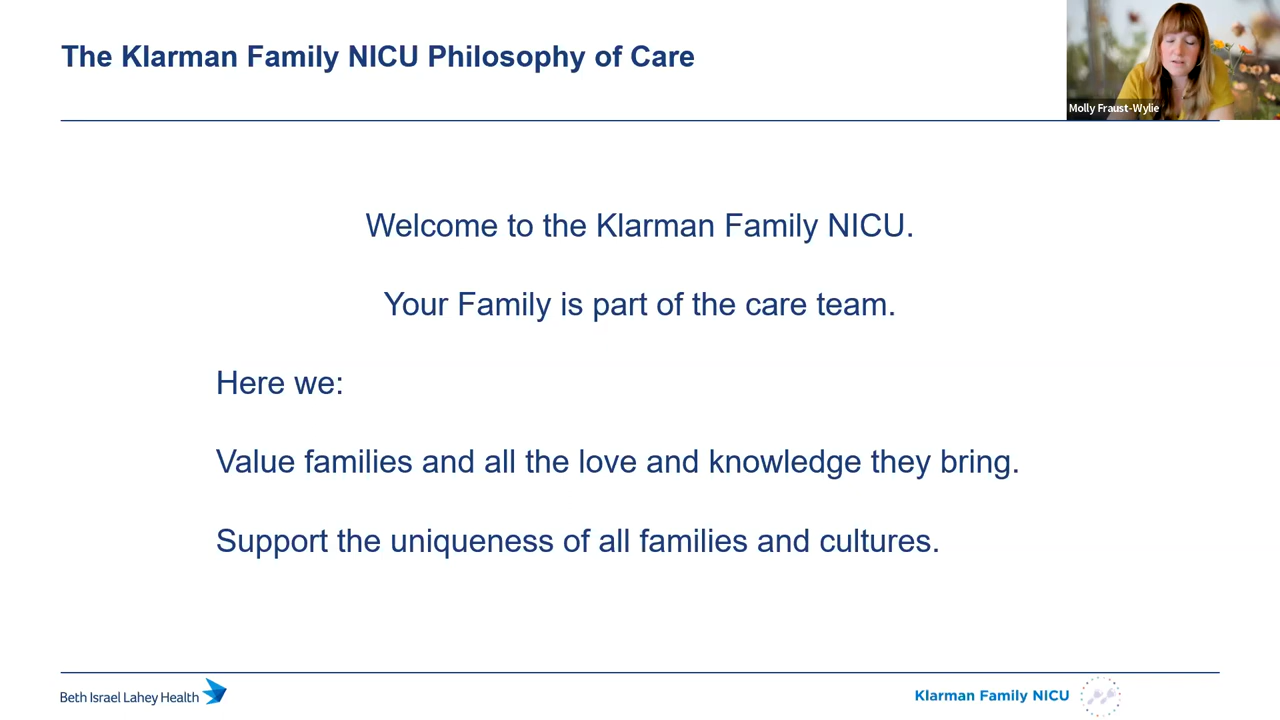 The Klarman Family NICU Philosophy of Care
Molly Fraust-Wylie
Welcome to the Klarman Family NICU.
Your Family is part of the care team.
Here we:
Value families and all the love and knowledge they bring.
Support the uniqueness of all families and cultures.
Beth Israel Lahey Health
Klarman Family NICU